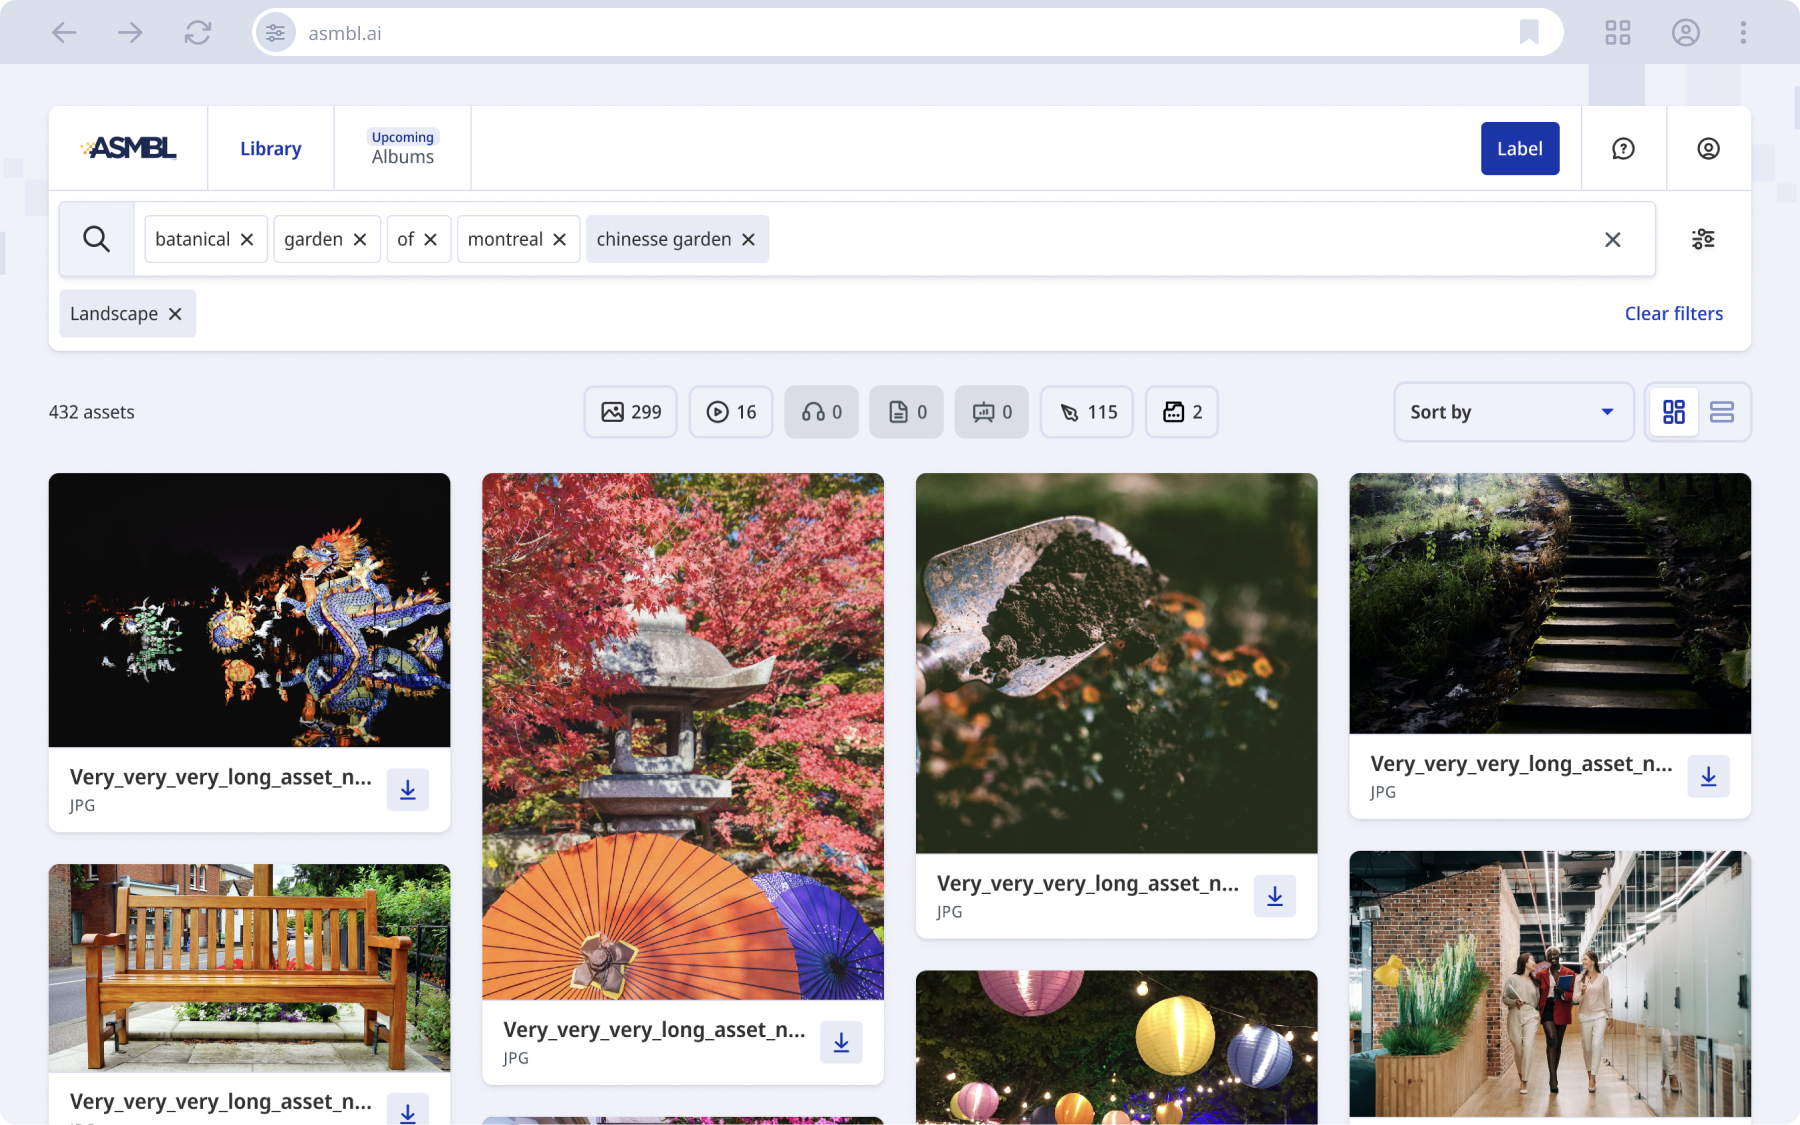 asmbl.ai
ASMBL
Library
Upcoming
Albums
Label
batanical
garden
of
montreal
chinesse garden
Landscape
Clear filters
432 assets
299
16
0
0
0
115
2
Sort by
Very_very_very_long_asset_n...
JPG
Very_very_very_long_asset_n...
JPG
Very_very_very_long_asset_n...
JPG
Very_very_very_long_asset_n...
JPG
Very_very_very_long_asset_n...